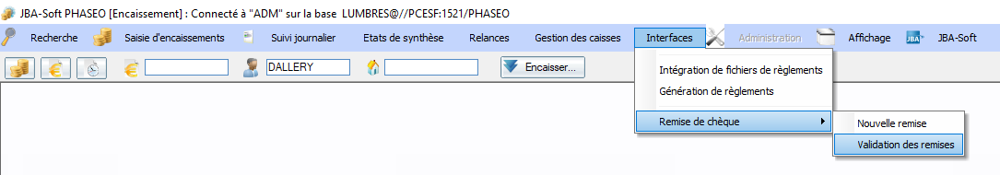 JBA-Soft PHASEO [Encaissement] : Connecté à "ADM" sur la base  LUMBRES@//PCESF:1521/PHASEO
Recherche Saisie d'encaissements Suivi journalier Etats de synthèse Relances Gestion des caisses Interfaces Administration Affichage JBA JBA-Soft
DALLERY Encaisser...
Intégration de fichiers de règlements
Génération de règlements
Remise de chèque
Nouvelle remise
Validation des remises